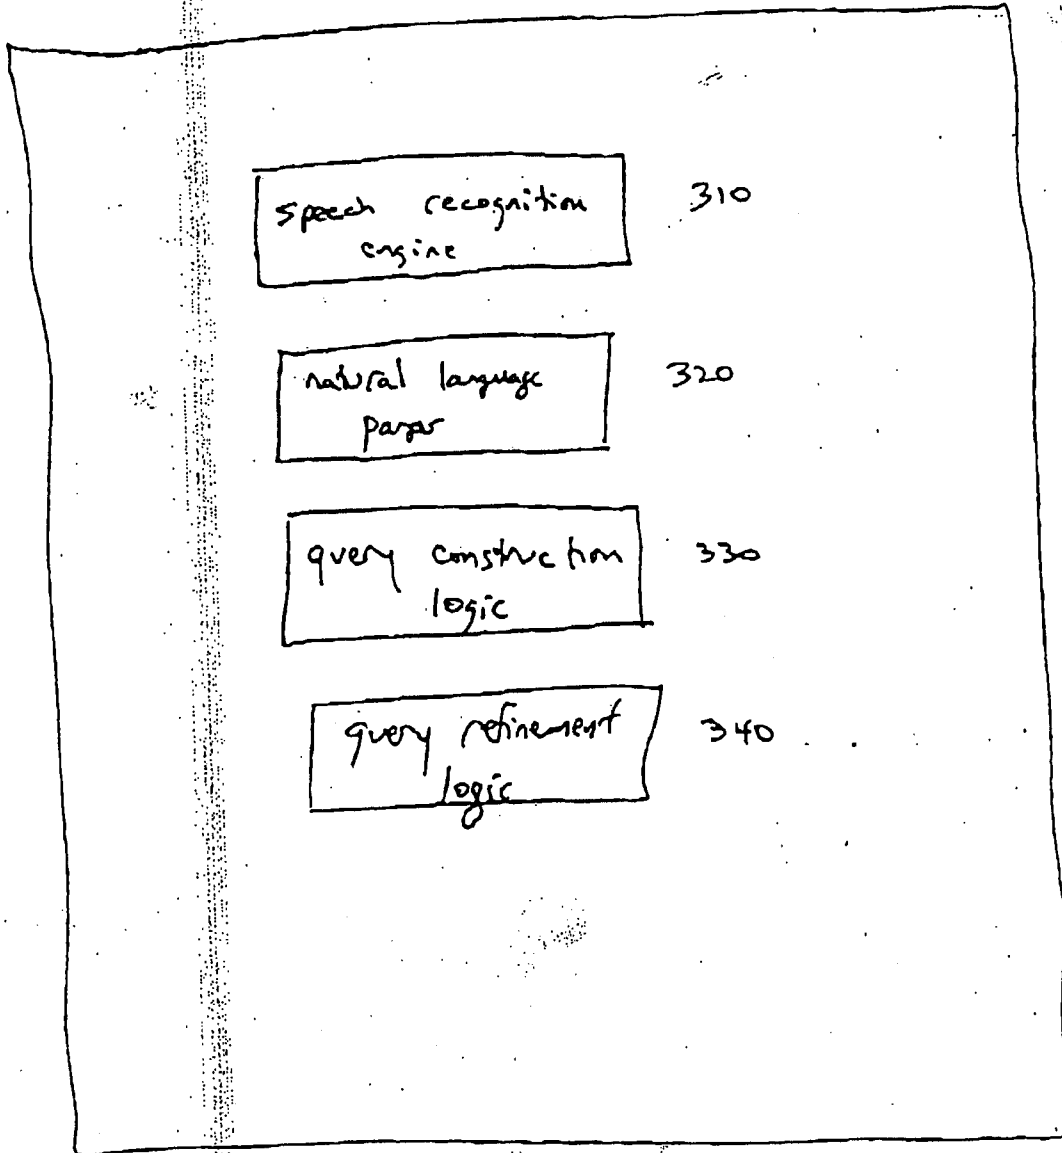 speech recognition 310
engine
natural language 320
parser
query construction 330
logic
query refinement 340
logic